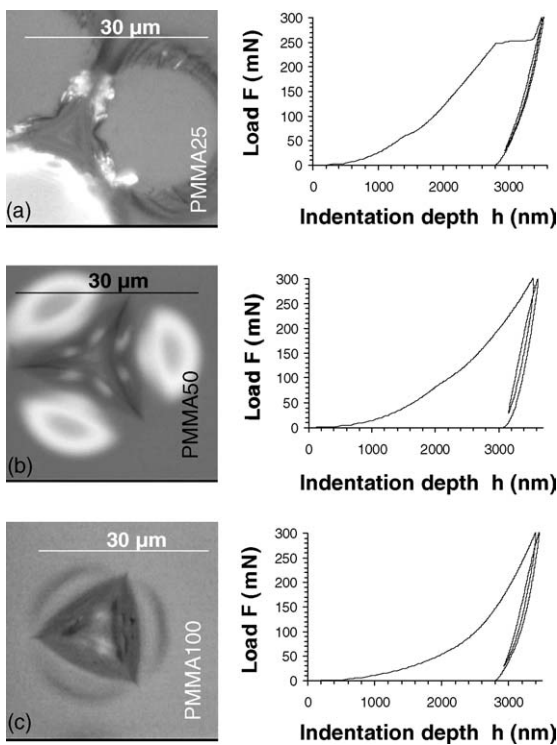 30 µm
PMMA25
(a)
Load F (mN)
300
250
200
150
100
50
0
0 1000 2000 3000
Indentation depth h (nm)
30 µm
PMMA50
(b)
Load F (mN)
300
250
200
150
100
50
0
0 1000 2000 3000
Indentation depth h (nm)
30 µm
PMMA100
(c)
Load F (mN)
300
250
200
150
100
50
0
0 1000 2000 3000
Indentation depth h (nm)